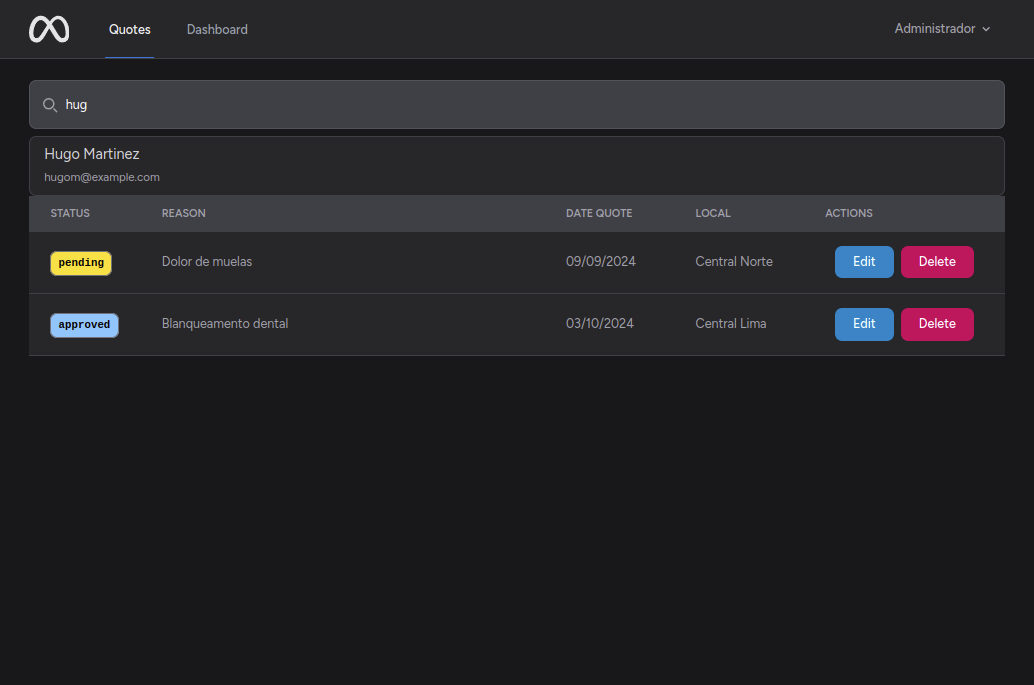 Quotes Dashboard Administrador
hug
Hugo Martinez
hugom@example.com
STATUS REASON DATE QUOTE LOCAL ACTIONS
pending Dolor de muelas 09/09/2024 Central Norte Edit Delete
approved Blanqueamento dental 03/10/2024 Central Lima Edit Delete